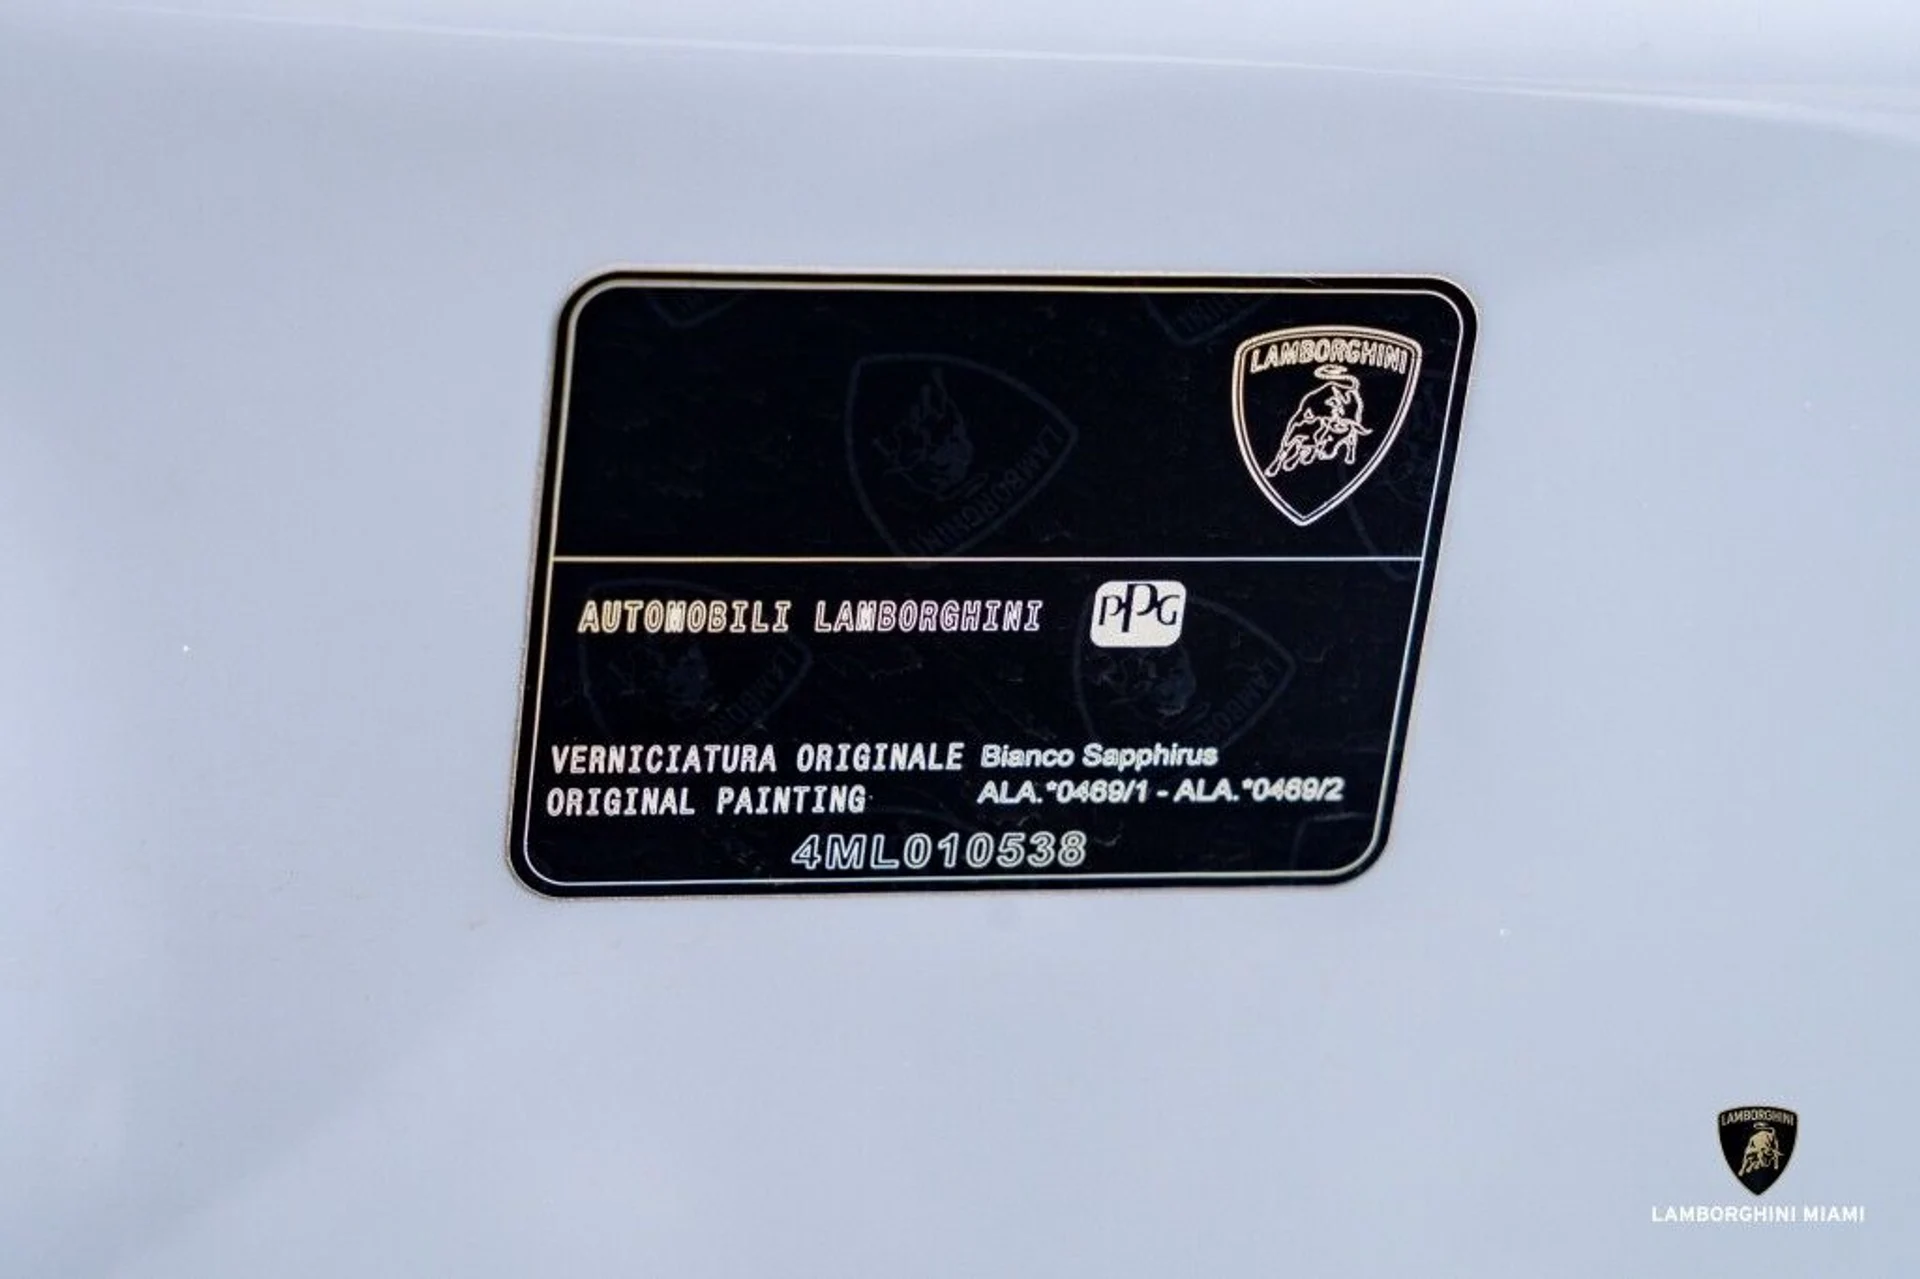 LAMBORGHINI
AUTOMOBILI LAMBORGHINI PPG
VERNICIATURA ORIGINALE Bianco Sapphirus
ORIGINAL PAINTING ALA.*0469/1 - ALA.*0469/2
4ML010538
LAMBORGHINI
LAMBORGHINI MIAMI